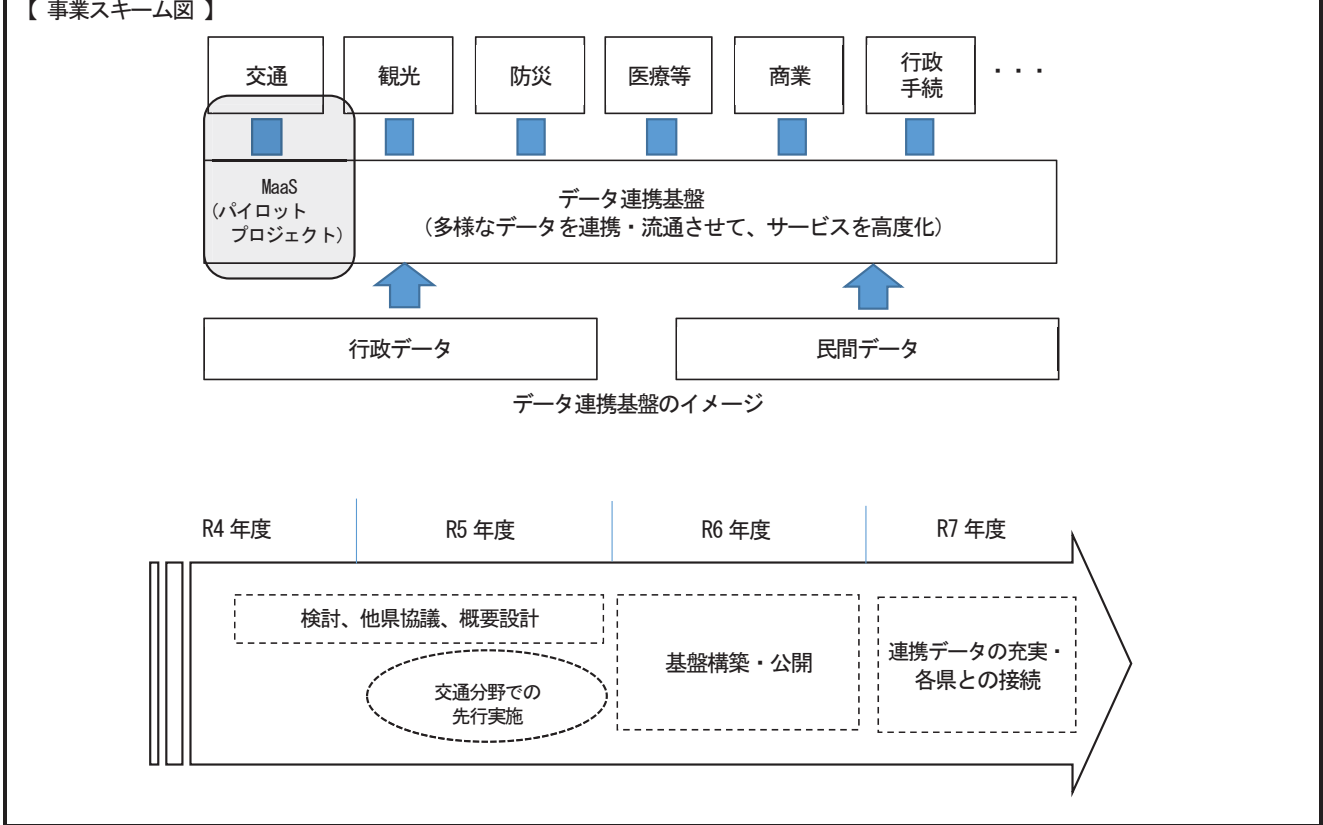 【 事業スキーム図 】
交通
観光
防災
医療等
商業
行政
手続
・・・
MaaS
(パイロット
プロジェクト)
データ連携基盤
(多様なデータを連携・流通させて、サービスを高度化)
行政データ
民間データ
データ連携基盤のイメージ
R4 年度
R5 年度
R6 年度
R7 年度
検討、他県協議、概要設計
交通分野での
先行実施
基盤構築・公開
連携データの充実・
各県との接続